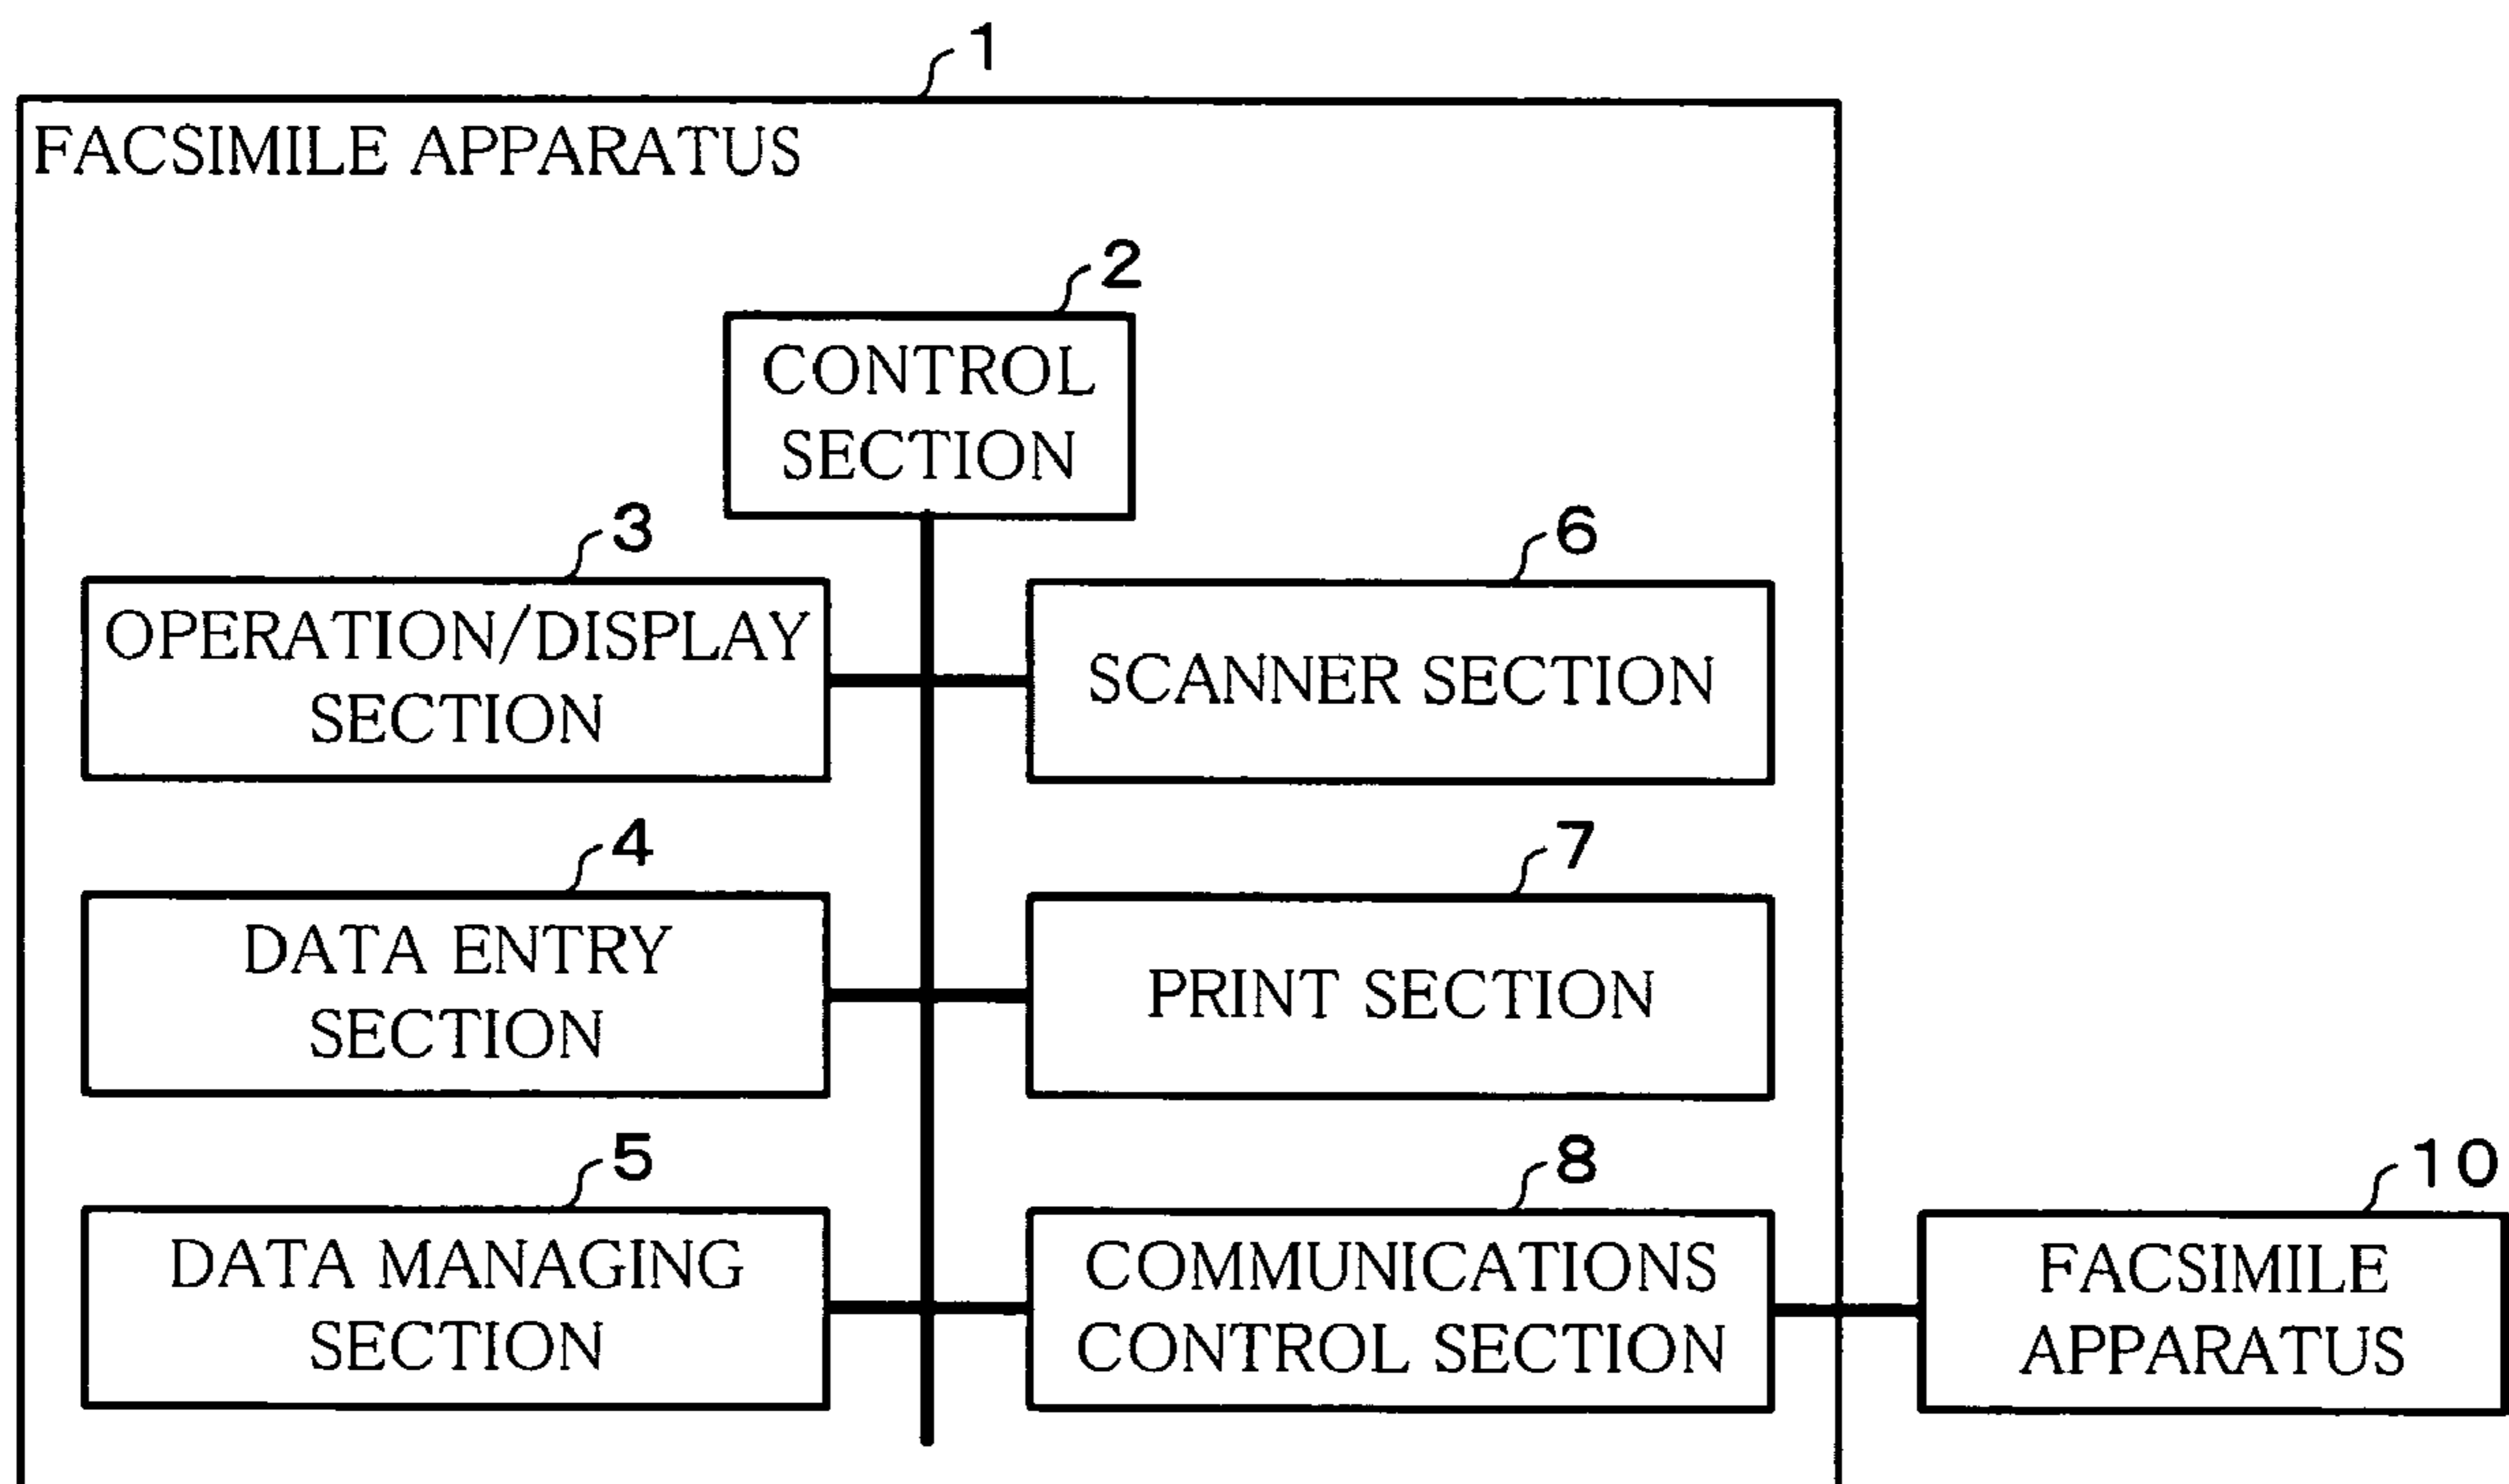 1
FACSIMILE APPARATUS
2
CONTROL
SECTION
3
OPERATION/DISPLAY
SECTION
6
SCANNER SECTION
4
DATA ENTRY
SECTION
7
PRINT SECTION
5
DATA MANAGING
SECTION
8
COMMUNICATIONS
CONTROL SECTION
10
FACSIMILE
APPARATUS